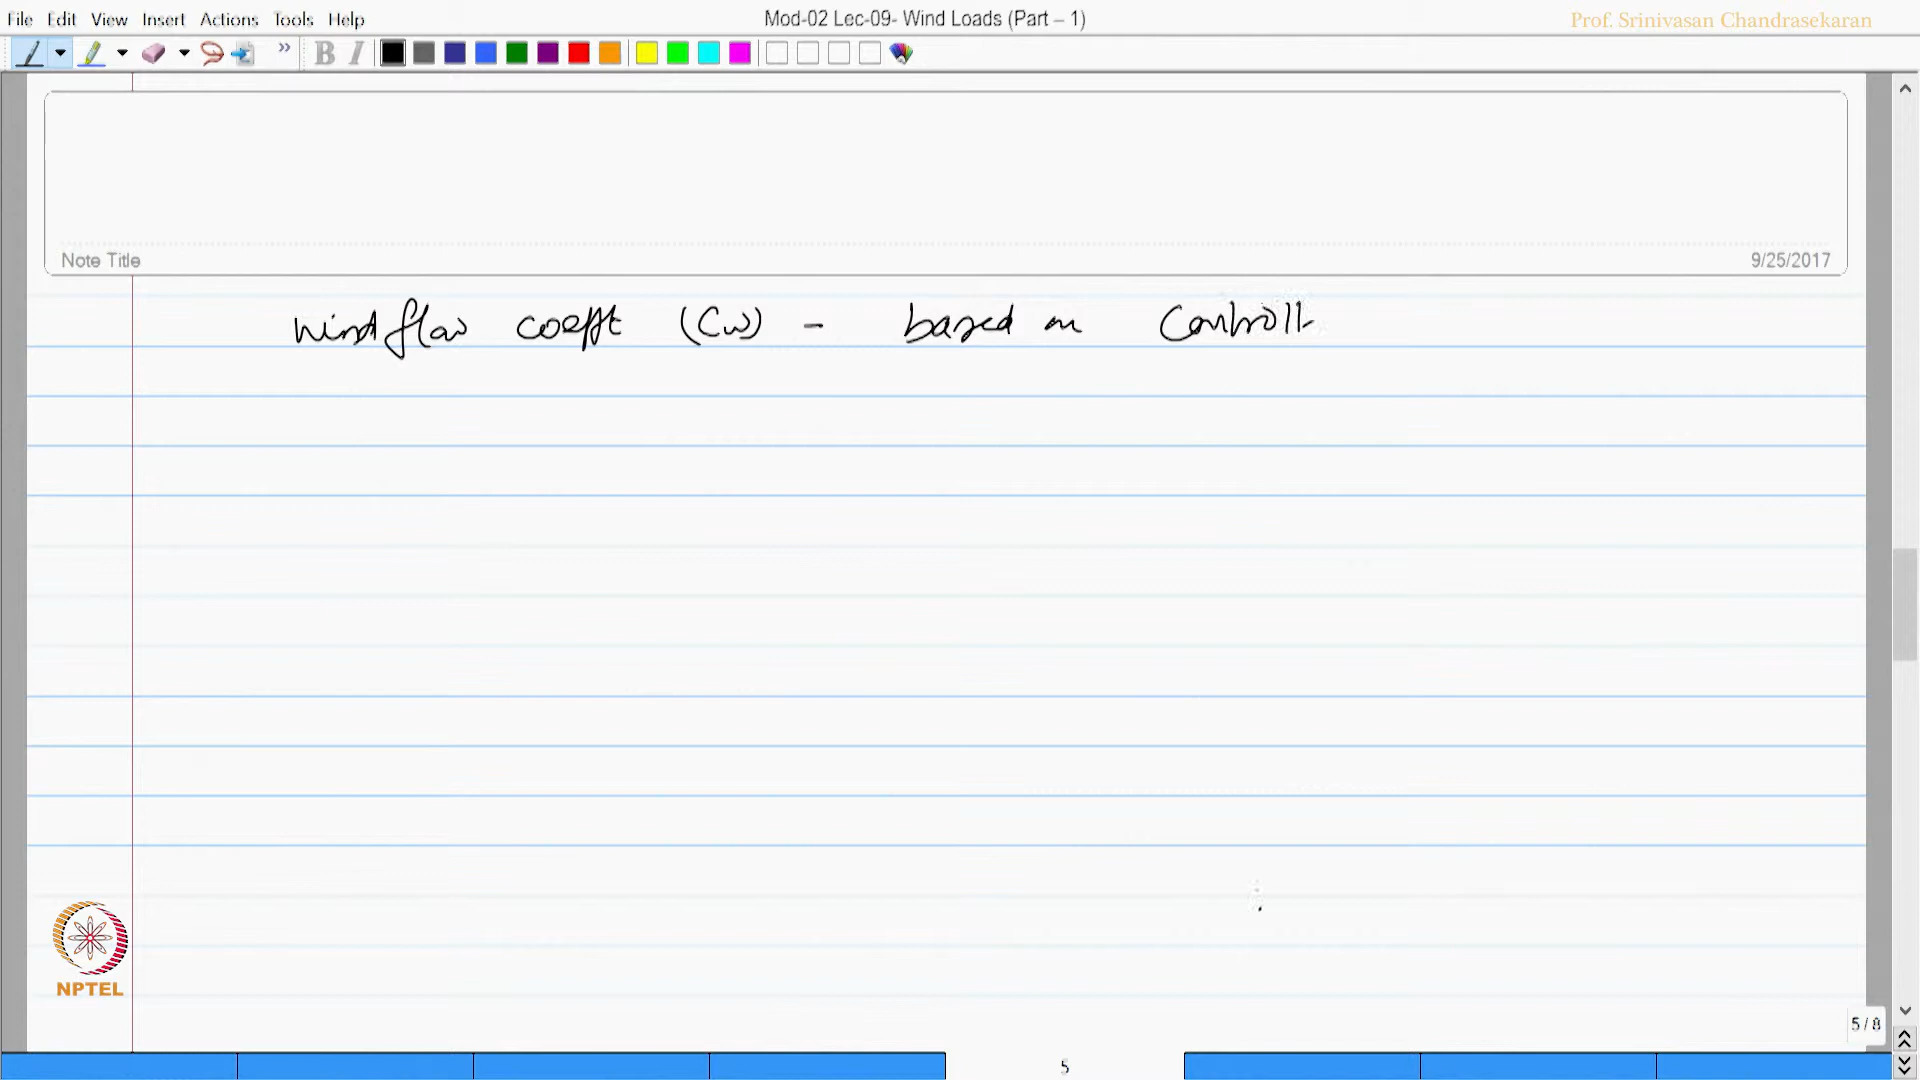 File Edit View Insert Actions Tools Help Mod-02 Lec-09- Wind Loads (Part – 1) Prof. Srinivasan Chandrasekaran
B I
Note Title 9/25/2017
Wind flow coefft (Cw) – based on Controll
NPTEL
5 / 8
5